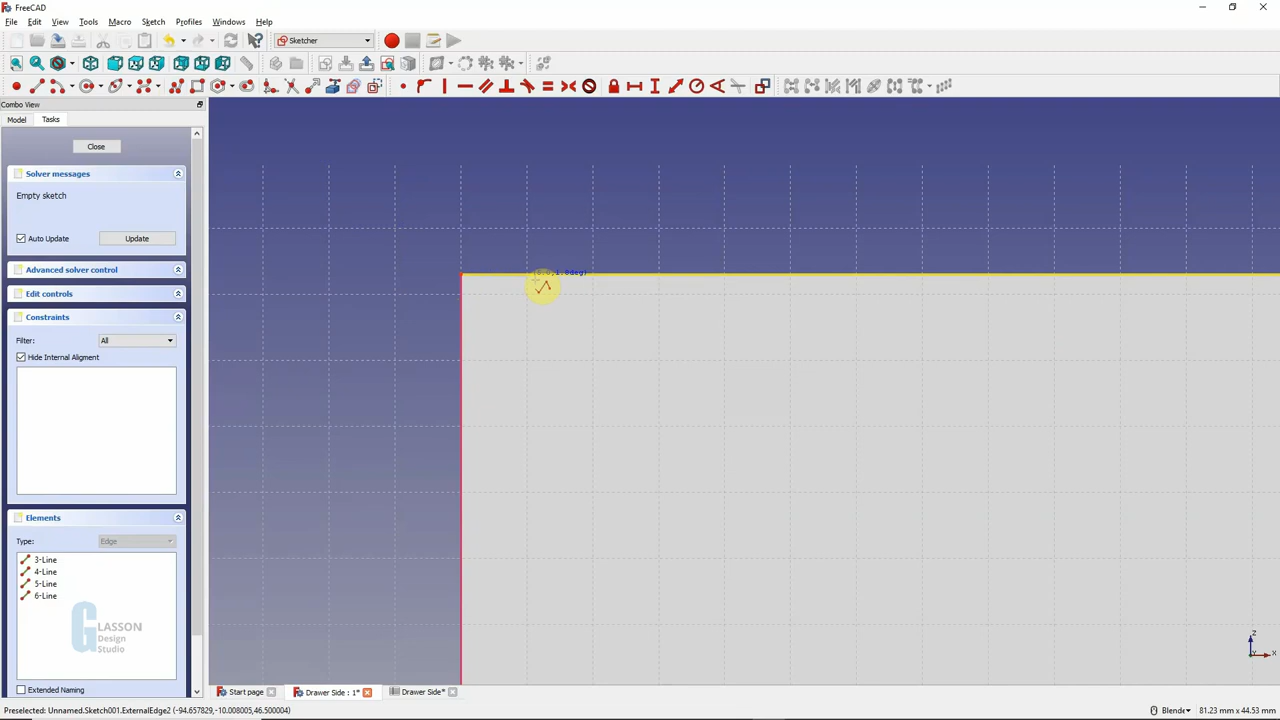 FreeCAD
File Edit View Tools Macro Sketch Profiles Windows Help
Sketcher
Combo View
Model Tasks
Close
Solver messages
Empty sketch
Auto Update Update
Advanced solver control
Edit controls
Constraints
Filter: All
Hide Internal Aligment
Elements
Type: Edge
3-Line
4-Line
5-Line
6-Line
GLASSON
Design
Studio
Extended Naming
Z
X
Start page Drawer Side : 1* Drawer Side*
Preselected: Unnamed.Sketch001.ExternalEdge2 (-94.657829,-10.008005,46.500004) Blender 81.23 mm x 44.53 mm